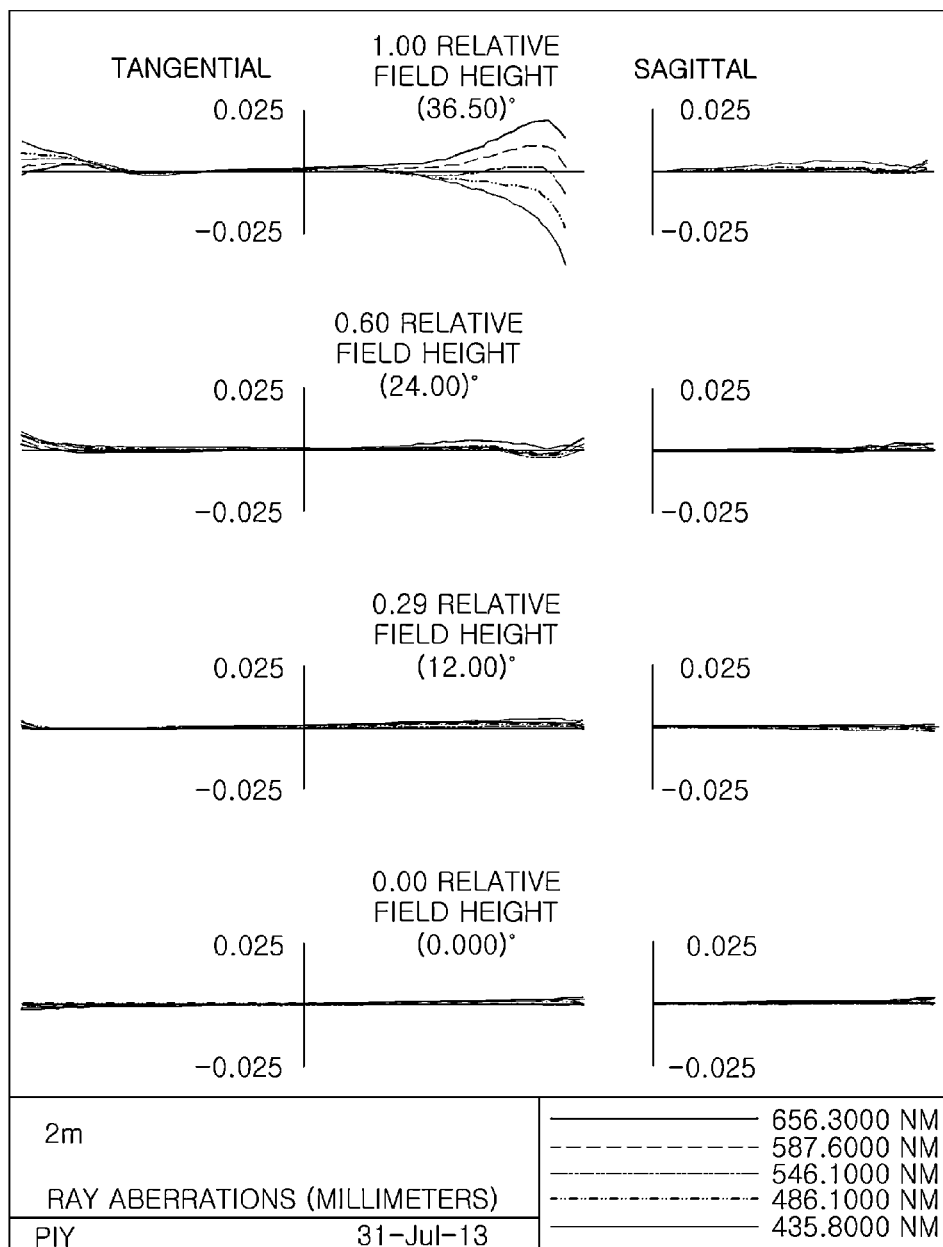 TANGENTIAL
1.00 RELATIVE
FIELD HEIGHT
(36.50)°
SAGITTAL
0.025
0.025
-0.025
-0.025
0.60 RELATIVE
FIELD HEIGHT
(24.00)°
0.025
0.025
-0.025
-0.025
0.29 RELATIVE
FIELD HEIGHT
(12.00)°
0.025
0.025
-0.025
-0.025
0.00 RELATIVE
FIELD HEIGHT
(0.000)°
0.025
0.025
-0.025
-0.025
2m
RAY ABERRATIONS (MILLIMETERS)
PIY 31-Jul-13
656.3000 NM
587.6000 NM
546.1000 NM
486.1000 NM
435.8000 NM